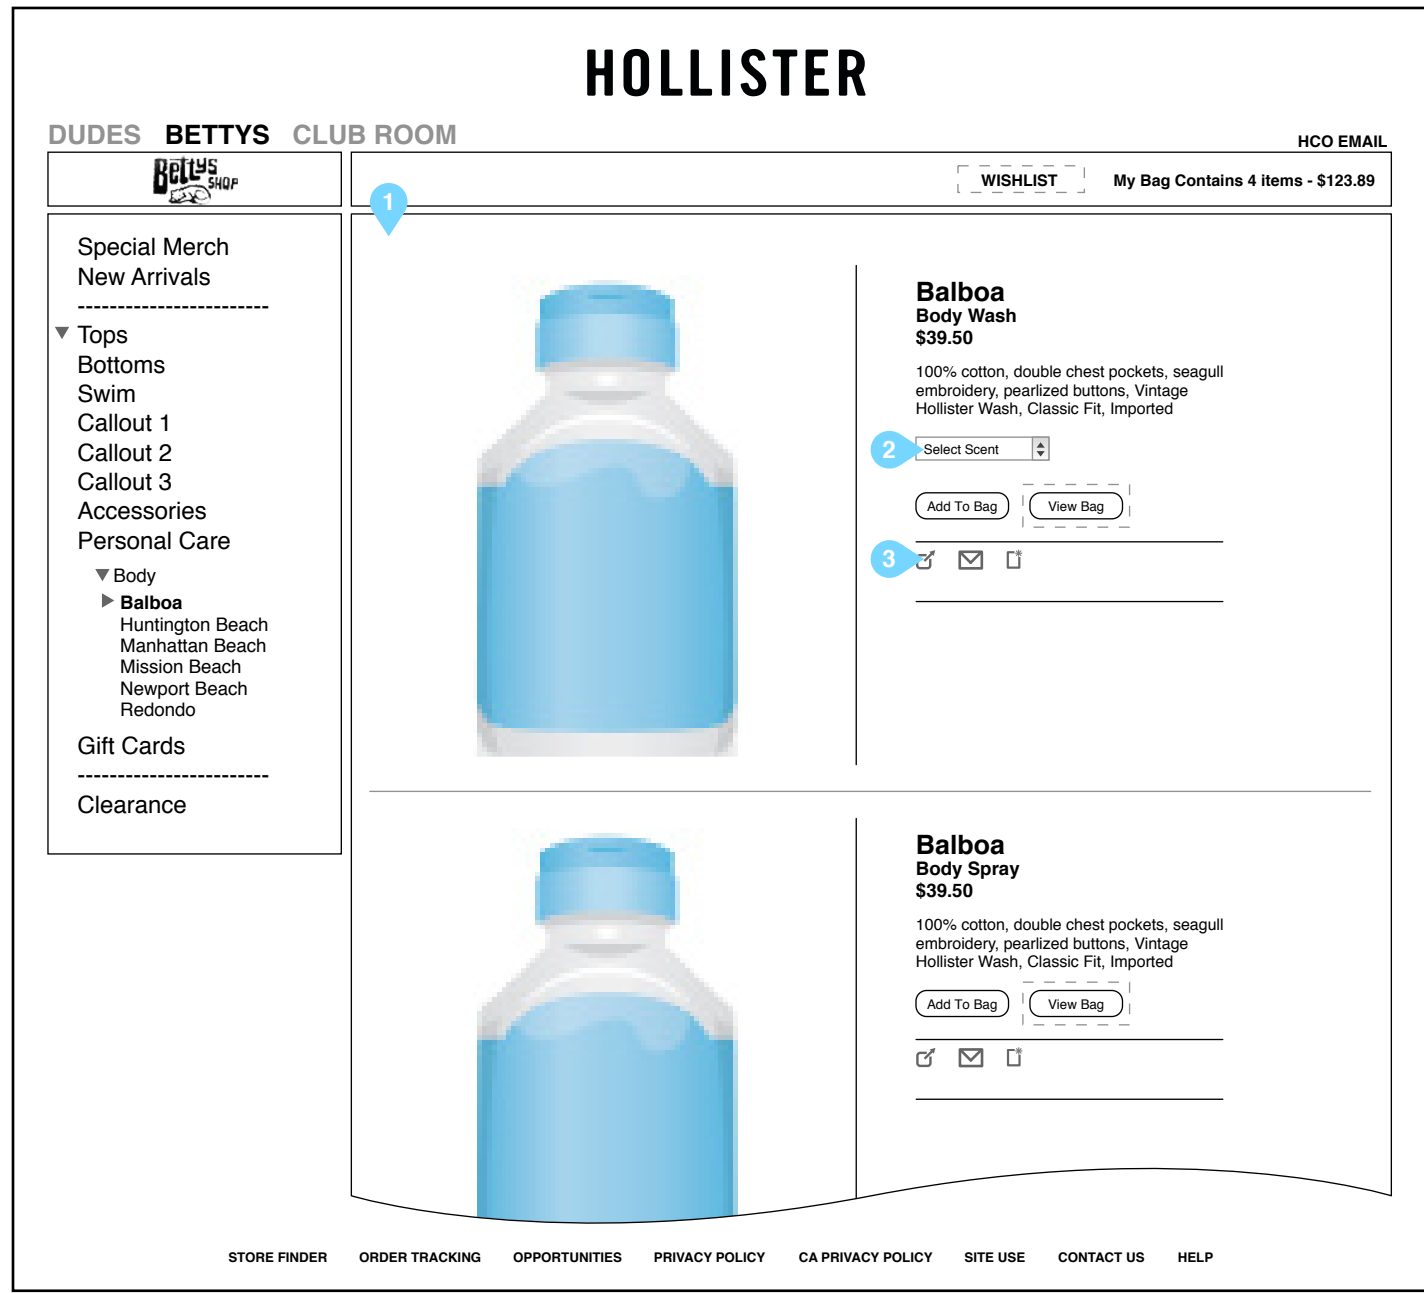 HOLLISTER
DUDES BETTYS CLUB ROOM
HCO EMAIL
Bettys
SHOP
WISHLIST
My Bag Contains 4 items - $123.89
1
Special Merch
New Arrivals
------------------------
Tops
Bottoms
Swim
Callout 1
Callout 2
Callout 3
Accessories
Personal Care
Body
Balboa
Huntington Beach
Manhattan Beach
Mission Beach
Newport Beach
Redondo
Gift Cards
------------------------
Clearance
Balboa
Body Wash
$39.50
100% cotton, double chest pockets, seagull
embroidery, pearlized buttons, Vintage
Hollister Wash, Classic Fit, Imported
2
Select Scent
Add To Bag
View Bag
3
Balboa
Body Spray
$39.50
100% cotton, double chest pockets, seagull
embroidery, pearlized buttons, Vintage
Hollister Wash, Classic Fit, Imported
Add To Bag
View Bag
STORE FINDER ORDER TRACKING OPPORTUNITIES PRIVACY POLICY CA PRIVACY POLICY SITE USE CONTACT US HELP